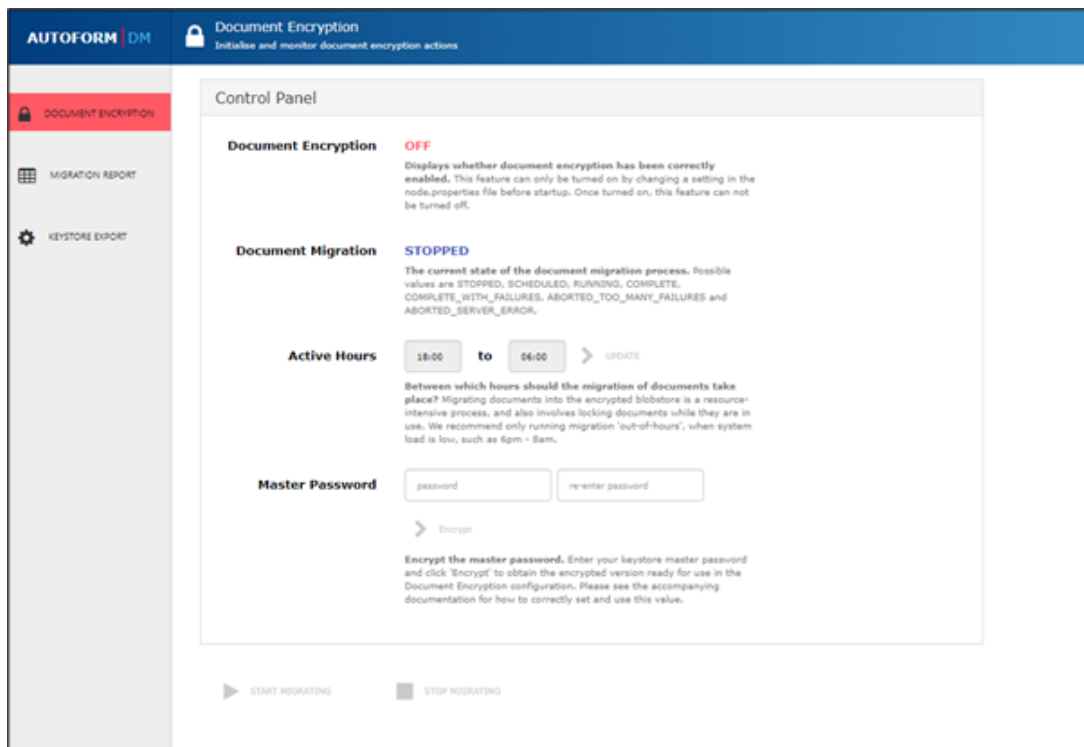 AUTOFORM DM
Document Encryption
Initialise and monitor document encryption actions
DOCUMENT ENCRYPTION
MIGRATION REPORT
KEYSTORE EXPORT
Control Panel
Document Encryption
OFF
Displays whether document encryption has been correctly
enabled. This feature can only be turned on by changing a setting in the
node.properties file before startup. Once turned on, this feature can not
be turned off.
Document Migration
STOPPED
The current state of the document migration process. Possible
values are STOPPED, SCHEDULED, RUNNING, COMPLETE,
COMPLETE_WITH_FAILURES, ABORTED_TOO_MANY_FAILURES and
ABORTED_SERVER_ERROR.
Active Hours
18:00 to 06:00 UPDATE
Between which hours should the migration of documents take
place? Migrating documents into the encrypted blobstore is a resource-
intensive process, and also involves locking documents while they are in
use. We recommend only running migration 'out-of-hours', when system
load is low, such as 6pm - 8am.
Master Password
password re-enter password
Encrypt
Encrypt the master password. Enter your keystore master password
and click 'Encrypt' to obtain the encrypted version ready for use in the
Document Encryption configuration. Please see the accompanying
documentation for how to correctly set and use this value.
START MIGRATING STOP MIGRATING